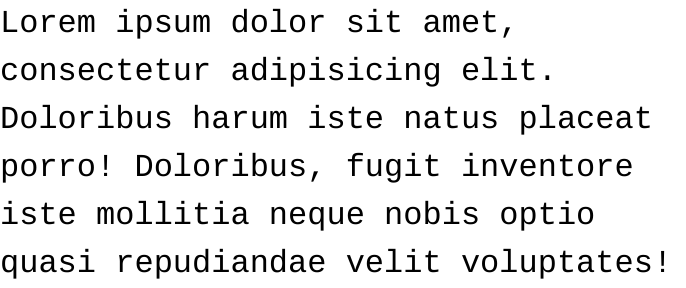 Lorem ipsum dolor sit amet,
consectetur adipisicing elit.
Doloribus harum iste natus placeat
porro! Doloribus, fugit inventore
iste mollitia neque nobis optio
quasi repudiandae velit voluptates!